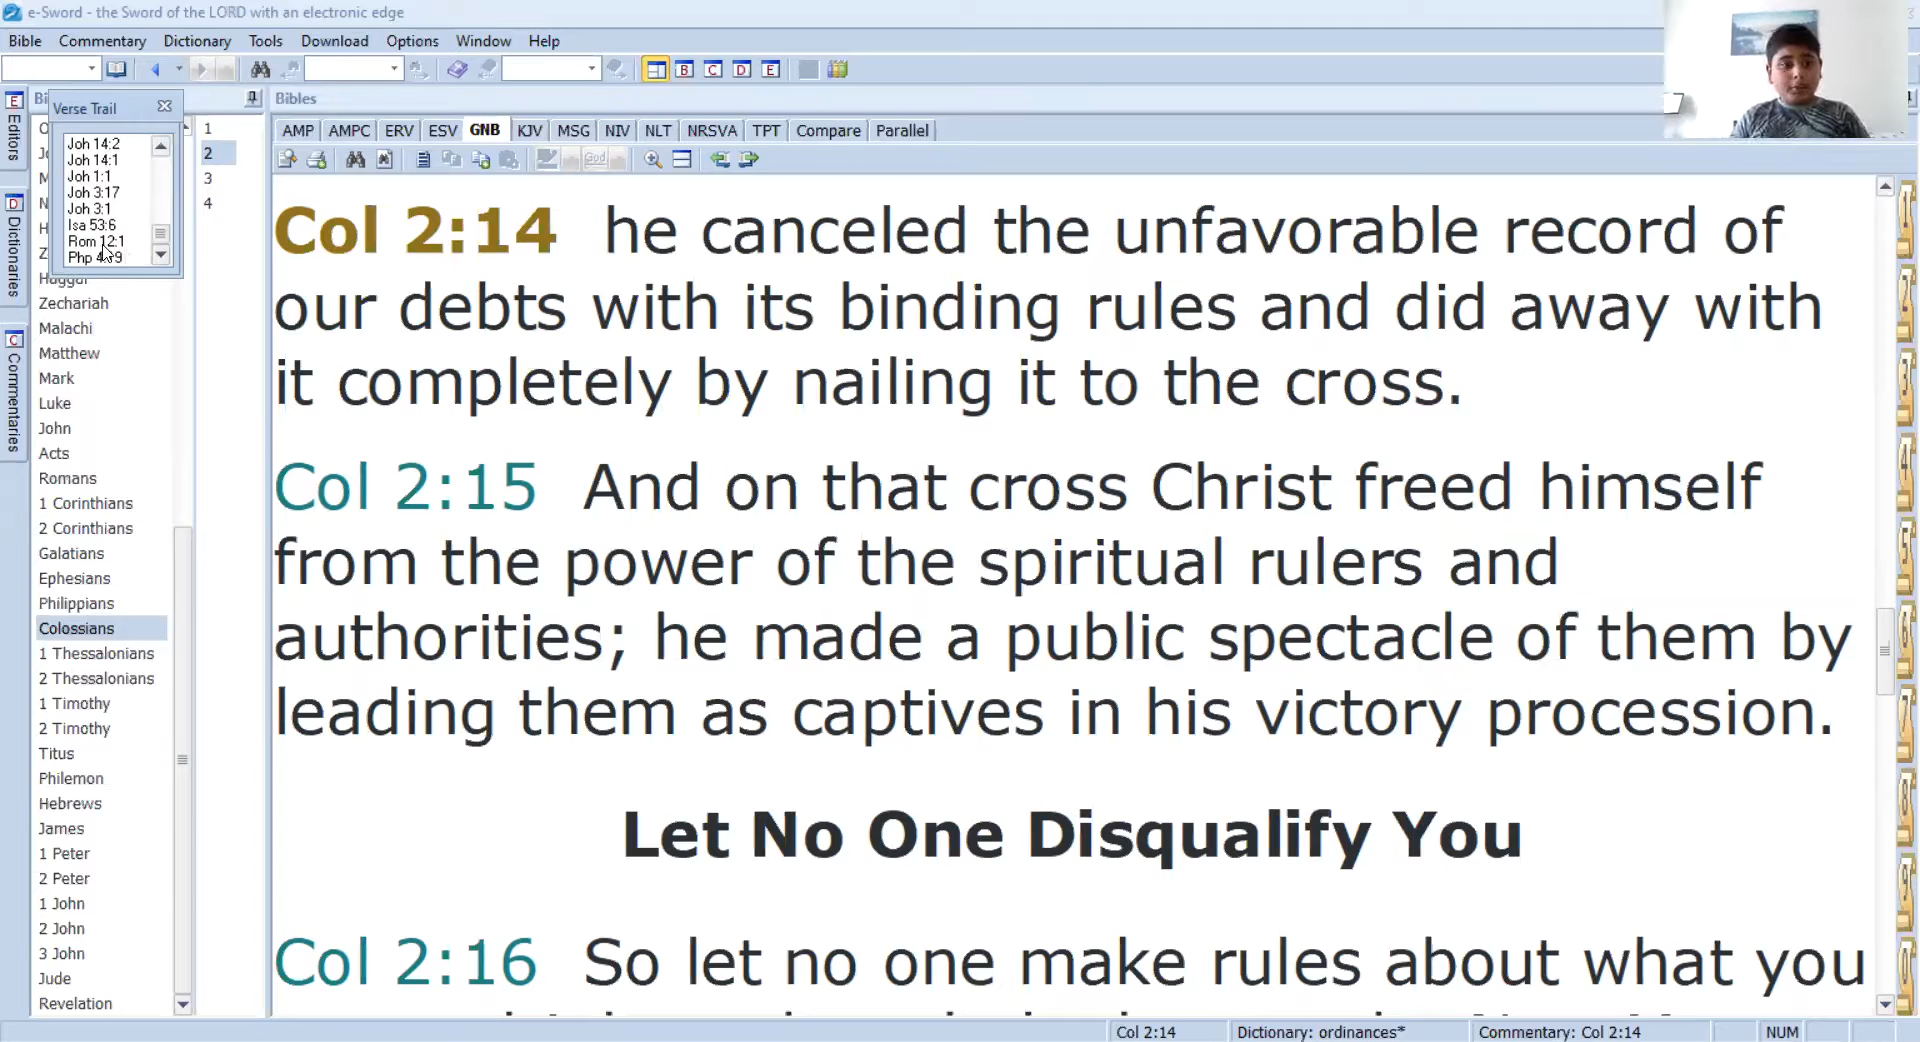 e-Sword - the Sword of the LORD with an electronic edge
Bible Commentary Dictionary Tools Download Options Window Help
B C D E
Verse Trail
Bibles
Joh 14:2
Joh 14:1
Joh 1:1
Joh 3:17
Joh 3:1
Isa 53:6
Rom 12:1
Editors
Dictionaries
Commentaries
Zechariah
Malachi
Matthew
Mark
Luke
John
Acts
Romans
1 Corinthians
2 Corinthians
Galatians
Ephesians
Philippians
Colossians
1 Thessalonians
2 Thessalonians
1 Timothy
2 Timothy
Titus
Philemon
Hebrews
James
1 Peter
2 Peter
1 John
2 John
3 John
Jude
Revelation
1
2
3
4
AMP AMPC ERV ESV GNB KJV MSG NIV NLT NRSVA TPT Compare Parallel
God
Col 2:14 he canceled the unfavorable record of
our debts with its binding rules and did away with
it completely by nailing it to the cross.
Col 2:15 And on that cross Christ freed himself
from the power of the spiritual rulers and
authorities; he made a public spectacle of them by
leading them as captives in his victory procession.
Let No One Disqualify You
Col 2:16 So let no one make rules about what you
Col 2:14 Dictionary: ordinances* Commentary: Col 2:14 NUM